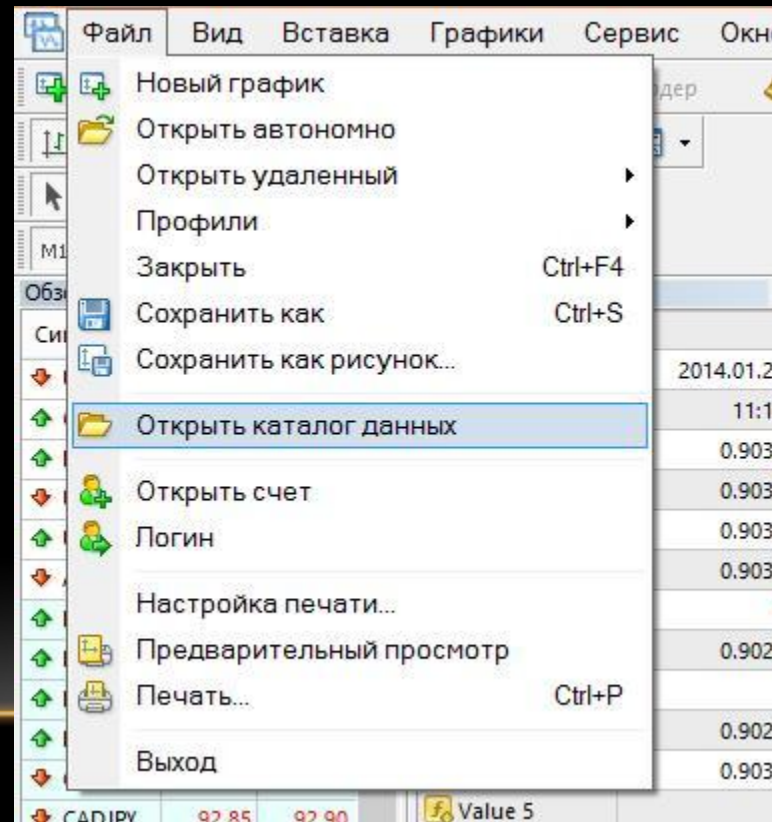 Файл Вид Вставка Графики Сервис
Новый график
Открыть автономно
Открыть удаленный
Профили
M1
Закрыть Ctrl+F4
Сохранить как Ctrl+S
Сохранить как рисунок...
2014.01.2
Открыть каталог данных
11:1
0.903
Открыть счет
0.903
Логин
0.903
0.903
Настройка печати...
Предварительный просмотр
0.902
Печать... Ctrl+P
0.902
Выход
0.903
CADJPY 92.85 92.90 Value 5